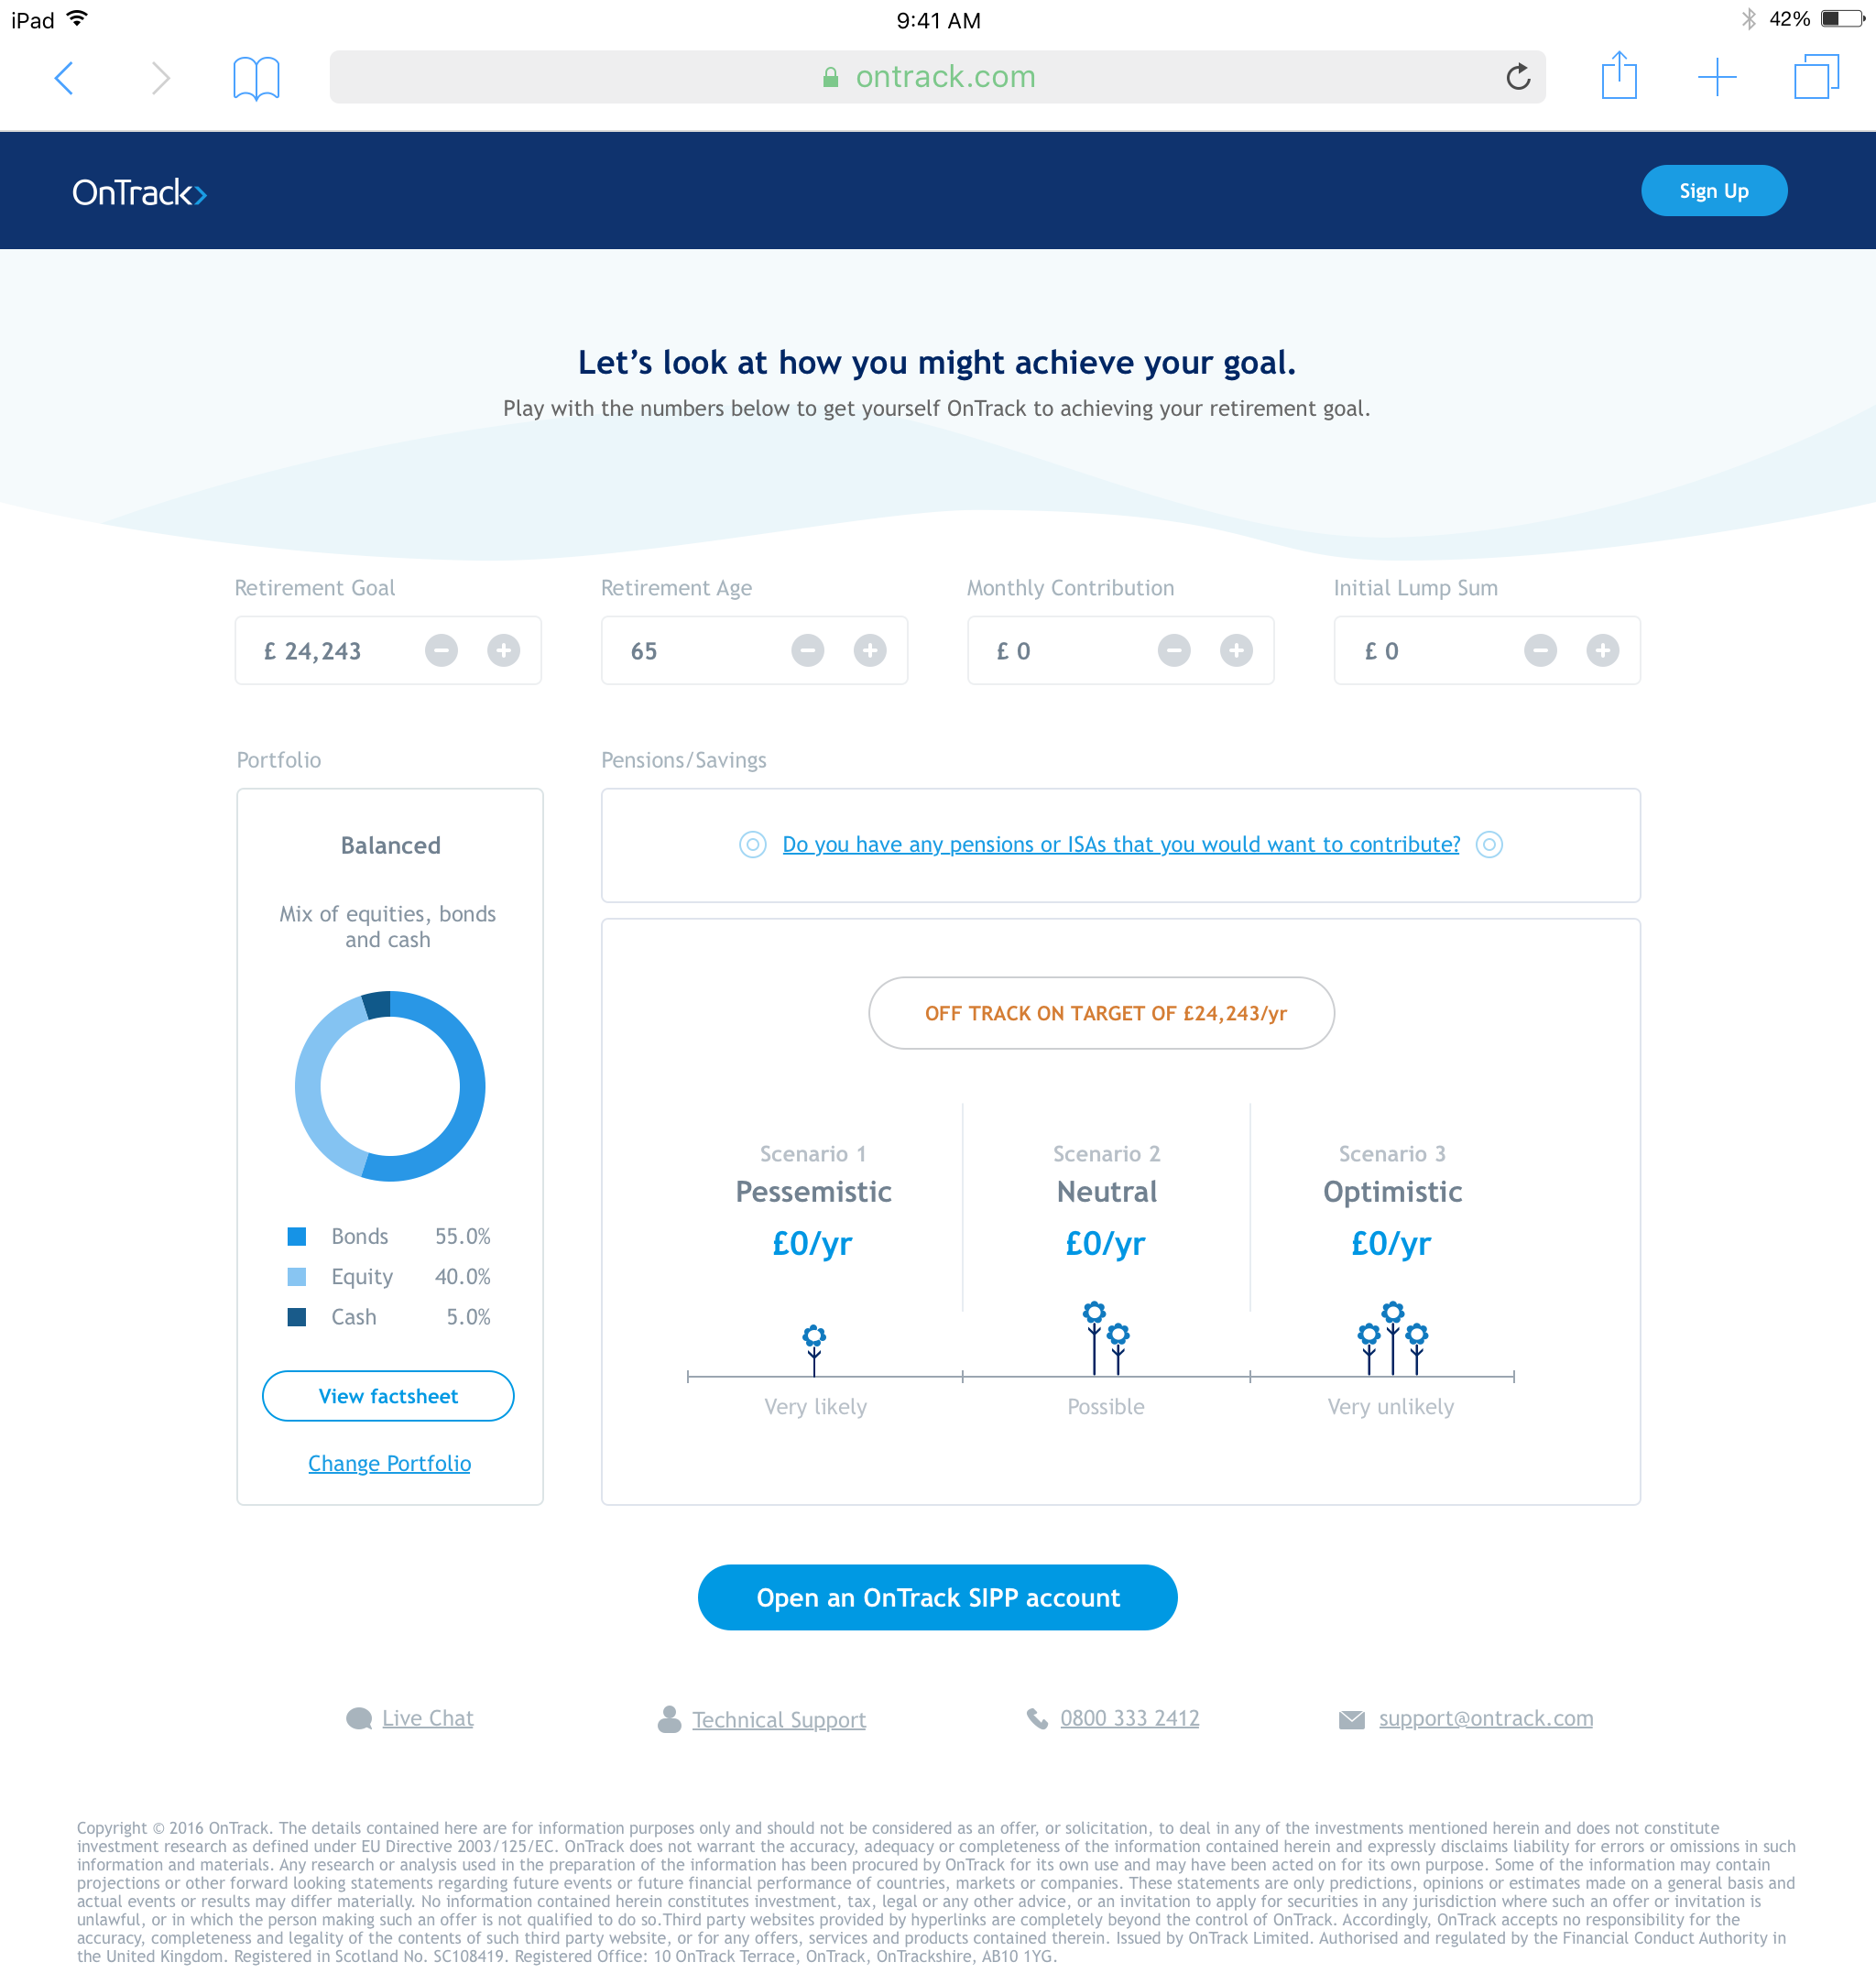 iPad
9:41 AM
42%
ontrack.com
OnTrack
Sign Up
Let’s look at how you might achieve your goal.
Play with the numbers below to get yourself OnTrack to achieving your retirement goal.
Retirement Goal
Retirement Age
Monthly Contribution
Initial Lump Sum
£ 24,243
65
£ 0
£ 0
Portfolio
Pensions/Savings
Balanced
Mix of equities, bonds
and cash
Bonds 55.0%
Equity 40.0%
Cash 5.0%
View factsheet
Change Portfolio
Do you have any pensions or ISAs that you would want to contribute?
OFF TRACK ON TARGET OF £24,243/yr
Scenario 1
Pessemistic
£0/yr
Very likely
Scenario 2
Neutral
£0/yr
Possible
Scenario 3
Optimistic
£0/yr
Very unlikely
Open an OnTrack SIPP account
Live Chat
Technical Support
0800 333 2412
support@ontrack.com
Copyright © 2016 OnTrack. The details contained here are for information purposes only and should not be considered as an offer, or solicitation, to deal in any of the investments mentioned herein and does not constitute
investment research as defined under EU Directive 2003/125/EC. OnTrack does not warrant the accuracy, adequacy or completeness of the information contained herein and expressly disclaims liability for errors or omissions in such
information and materials. Any research or analysis used in the preparation of the information has been procured by OnTrack for its own use and may have been acted on for its own purpose. Some of the information may contain
projections or other forward looking statements regarding future events or future financial performance of countries, markets or companies. These statements are only predictions, opinions or estimates made on a general basis and
actual events or results may differ materially. No information contained herein constitutes investment, tax, legal or any other advice, or an invitation to apply for securities in any jurisdiction where such an offer or invitation is
unlawful, or in which the person making such an offer is not qualified to do so.Third party websites provided by hyperlinks are completely beyond the control of OnTrack. Accordingly, OnTrack accepts no responsibility for the
accuracy, completeness and legality of the contents of such third party website, or for any offers, services and products contained therein. Issued by OnTrack Limited. Authorised and regulated by the Financial Conduct Authority in
the United Kingdom. Registered in Scotland No. SC108419. Registered Office: 10 OnTrack Terrace, OnTrack, OnTrackshire, AB10 1YG.